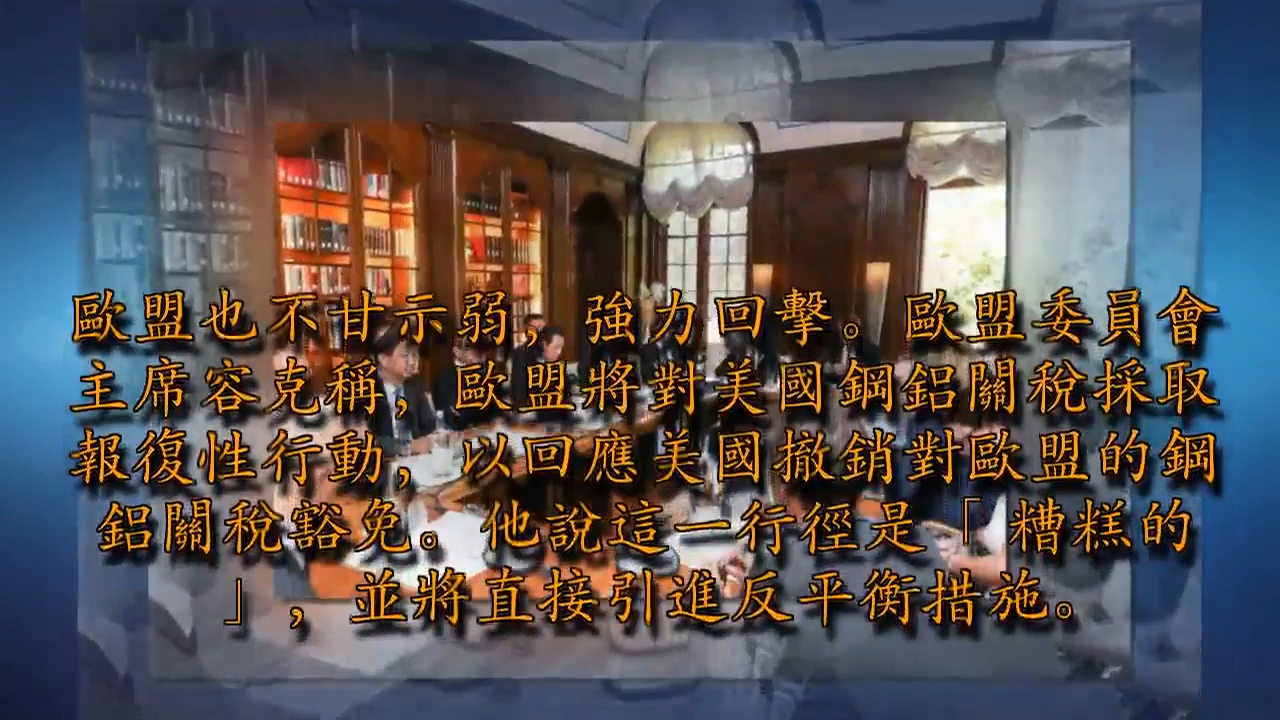 歐盟也不甘示弱，強力回擊。歐盟委員會
主席容克稱，歐盟將對美國鋼鋁關稅採取
報復性行動，以回應美國撤銷對歐盟的鋼
鋁關稅豁免。他說這一行徑是「糟糕的
」，並將直接引進反平衡措施。